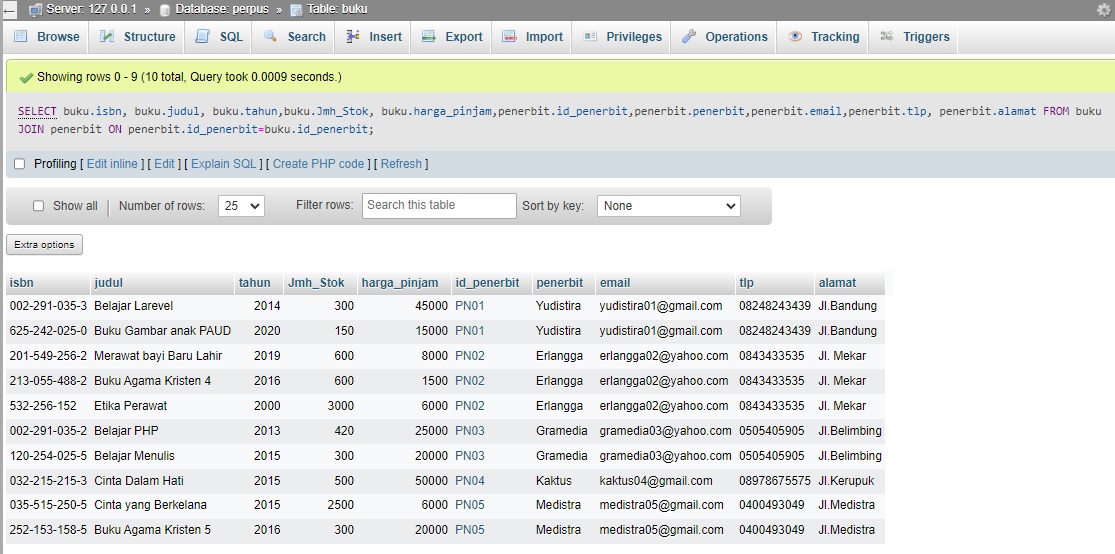 Server: 127.0.0.1 » Database: perpus » Table: buku
Browse Structure SQL Search Insert Export Import Privileges Operations Tracking Triggers
Showing rows 0 - 9 (10 total, Query took 0.0009 seconds.)
SELECT buku.isbn, buku.judul, buku.tahun,buku.Jmh_Stok, buku.harga_pinjam,penerbit.id_penerbit,penerbit.penerbit,penerbit.email,penerbit.tlp, penerbit.alamat FROM buku
JOIN penerbit ON penerbit.id_penerbit=buku.id_penerbit;
Profiling [ Edit inline ] [ Edit ] [ Explain SQL ] [ Create PHP code ] [ Refresh ]
Show all Number of rows: 25 Filter rows: Search this table Sort by key: None
Extra options
isbn judul tahun Jmh_Stok harga_pinjam id_penerbit penerbit email tlp alamat
002-291-035-3 Belajar Larevel 2014 300 45000 PN01 Yudistira yudistira01@gmail.com 08248243439 Jl.Bandung
625-242-025-0 Buku Gambar anak PAUD 2020 150 15000 PN01 Yudistira yudistira01@gmail.com 08248243439 Jl.Bandung
201-549-256-2 Merawat bayi Baru Lahir 2019 600 8000 PN02 Erlangga erlangga02@yahoo.com 0843433535 Jl. Mekar
213-055-488-2 Buku Agama Kristen 4 2016 600 1500 PN02 Erlangga erlangga02@yahoo.com 0843433535 Jl. Mekar
532-256-152 Etika Perawat 2000 3000 6000 PN02 Erlangga erlangga02@yahoo.com 0843433535 Jl. Mekar
002-291-035-2 Belajar PHP 2013 420 25000 PN03 Gramedia gramedia03@yahoo.com 0505405905 Jl.Belimbing
120-254-025-5 Belajar Menulis 2015 300 20000 PN03 Gramedia gramedia03@yahoo.com 0505405905 Jl.Belimbing
032-215-215-3 Cinta Dalam Hati 2015 500 50000 PN04 Kaktus kaktus04@gmail.com 08978675575 Jl.Kerupuk
035-515-250-5 Cinta yang Berkelana 2015 2500 6000 PN05 Medistra medistra05@gmail.com 0400493049 Jl.Medistra
252-153-158-5 Buku Agama Kristen 5 2016 300 20000 PN05 Medistra medistra05@gmail.com 0400493049 Jl.Medistra